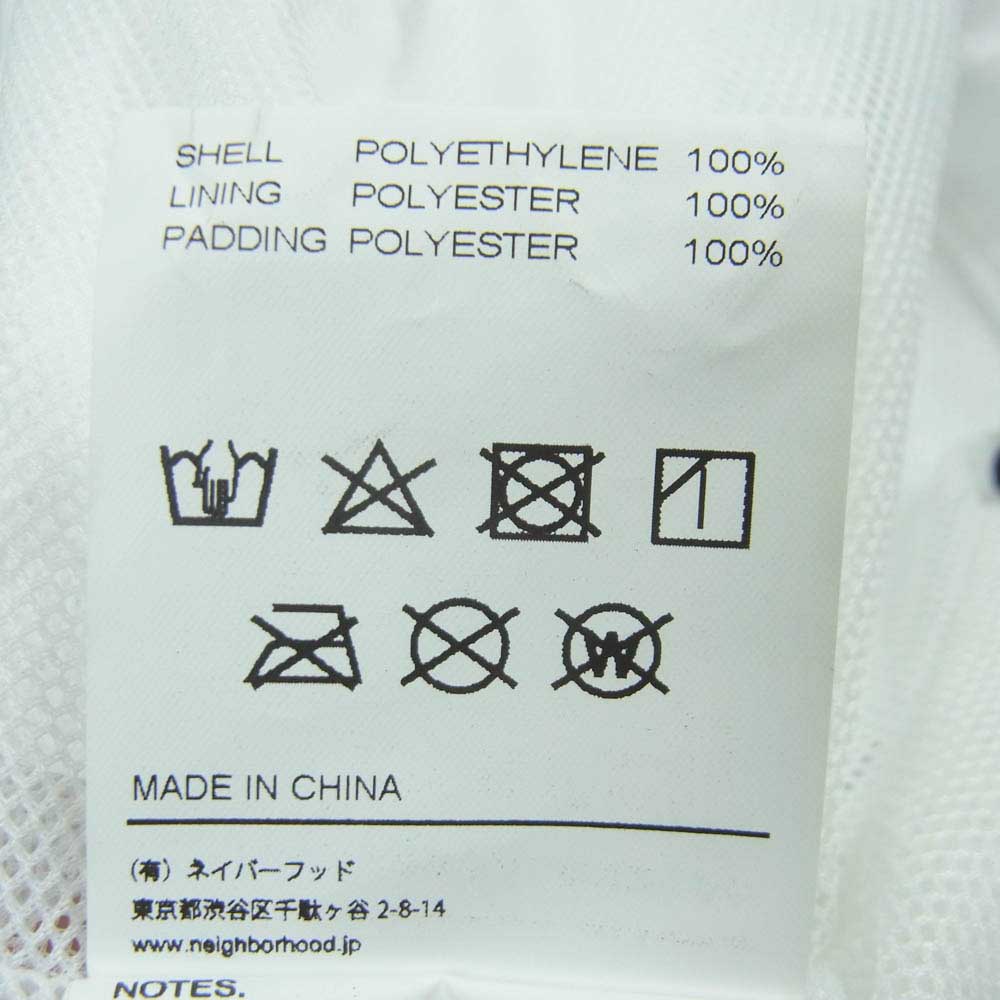 SHELL POLYETHYLENE 100%
LINING POLYESTER 100%
PADDING POLYESTER 100%
W
MADE IN CHINA
(有) ネイバーフッド
東京都渋谷区千駄ヶ谷 2-8-14
www.neighborhood.jp
NOTES.